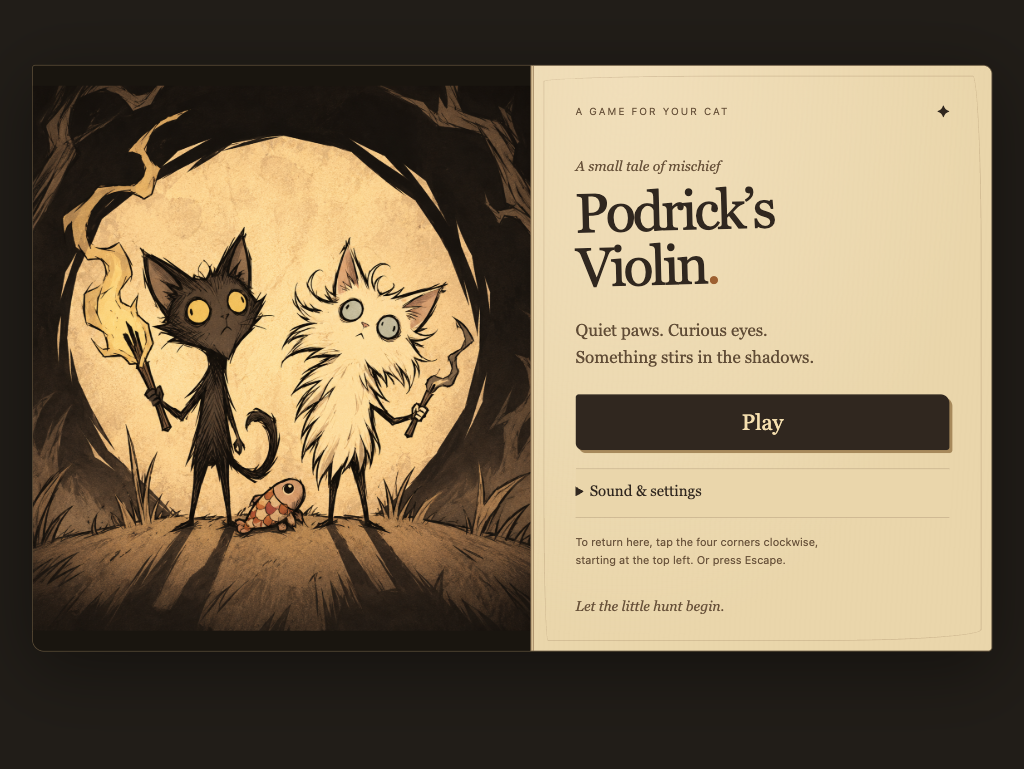 A GAME FOR YOUR CAT
A small tale of mischief
Podrick’s
Violin.
Quiet paws. Curious eyes.
Something stirs in the shadows.
Play
Sound & settings
To return here, tap the four corners clockwise,
starting at the top left. Or press Escape.
Let the little hunt begin.